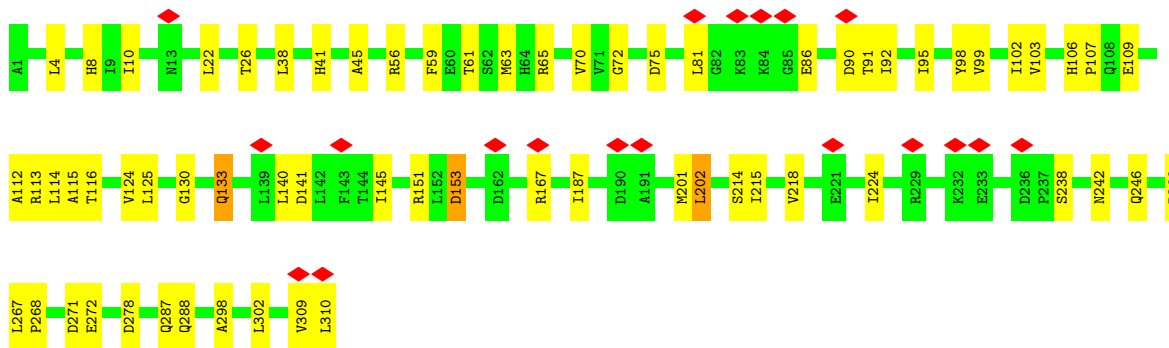 A1 L4 H8 I9 I10 N13 L22 T26 L38 H41 A45 R56 F59 E60 T61 S62 M63 H64 R65 V70 V71 G72 D75 L81 G82 K83 K84 G85 E86 D90 T91 I92 I95 Y98 V99 I102 V103 H106 P107 Q108 E109
A112 R113 L114 A115 T116 V124 L125 G130 Q133 L139 L140 D141 L142 F143 T144 I145 R151 L152 D153 D162 R167 I187 D190 A191 M201 L202 S214 I215 V218 E221 I224 R229 K232 E233 D236 P237 S238 N242 Q246
L267 P268 D271 E272 D278 Q287 Q288 A298 L302 V309 L310